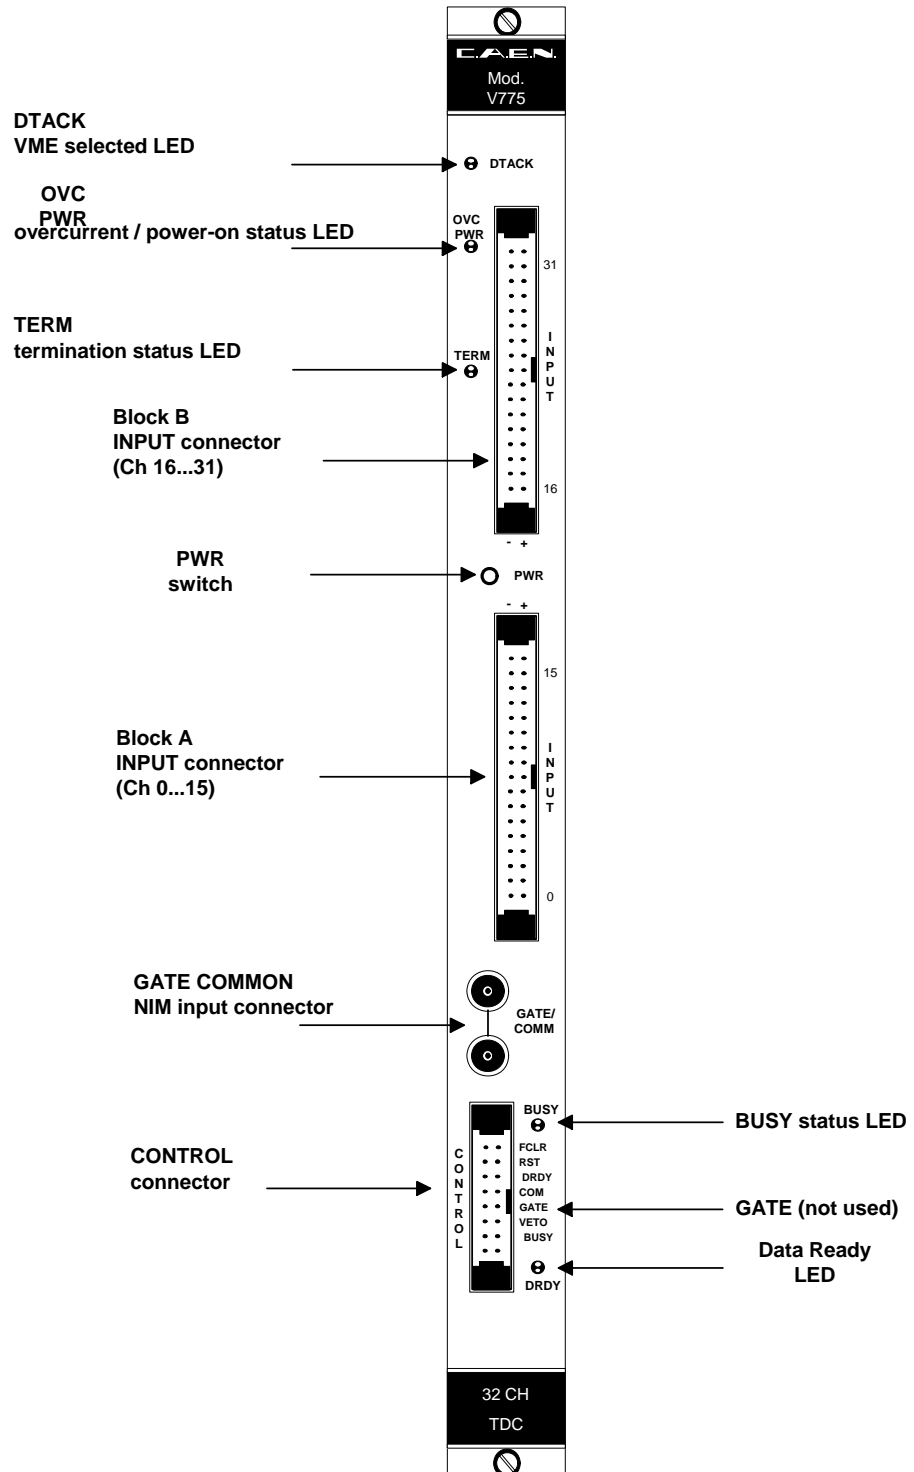 C.A.E.N.
Mod.
V775
DTACK
VME selected LED
DTACK
OVC
PWR
overcurrent / power-on status LED
OVC
PWR
31
TERM
termination status LED
TERM
INPUT
Block B
INPUT connector
(Ch 16...31)
16
- +
PWR
switch
PWR
- +
15
Block A
INPUT connector
(Ch 0...15)
INPUT
0
GATE COMMON
NIM input connector
GATE/
COMM
BUSY
BUSY status LED
CONTROL
connector
CONTROL
FCLR
RST
DRDY
COM
GATE
VETO
BUSY
GATE (not used)
Data Ready
LED
DRDY
32 CH
TDC